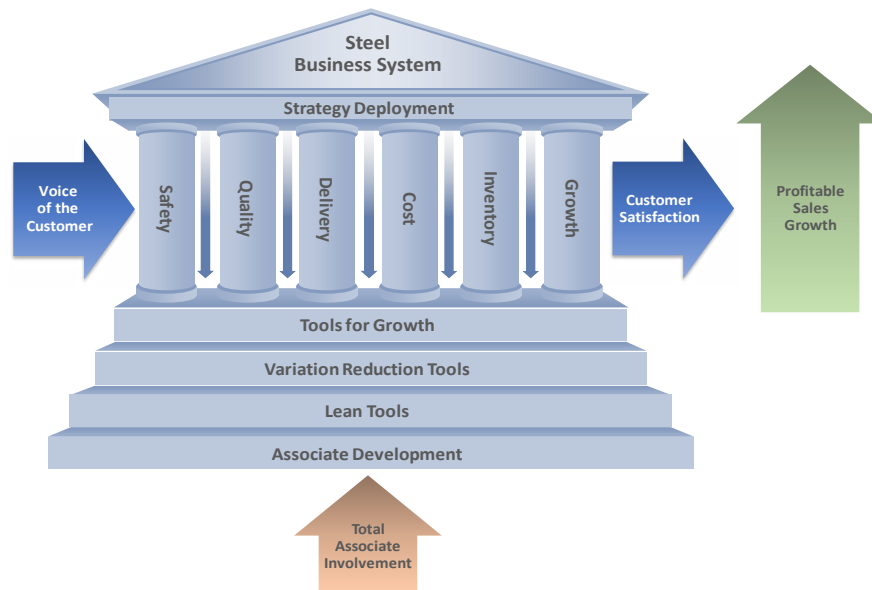 Steel
Business System
Strategy Deployment
Voice
of the
Customer
Safety
Quality
Delivery
Cost
Inventory
Growth
Customer
Satisfaction
Profitable
Sales
Growth
Tools for Growth
Variation Reduction Tools
Lean Tools
Associate Development
Total
Associate
Involvement